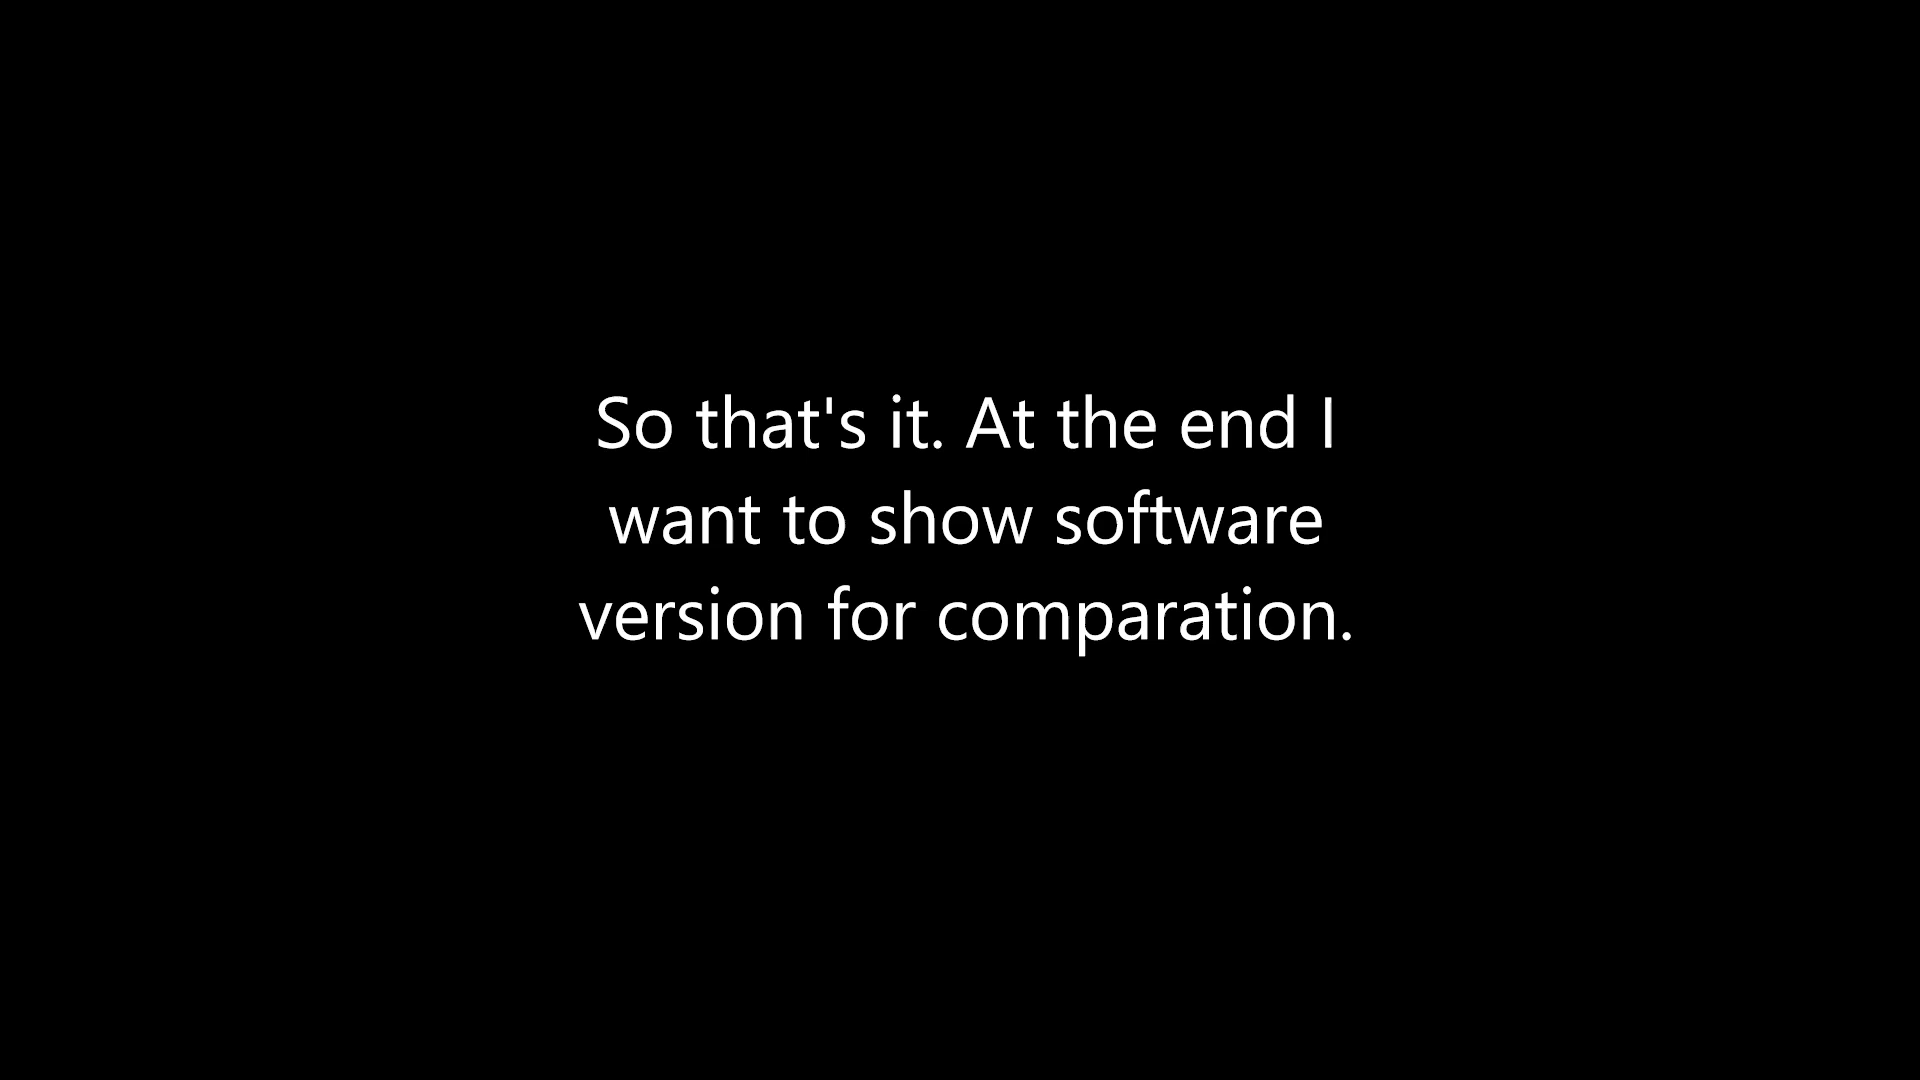 So that's it. At the end I
want to show software
version for comparation.